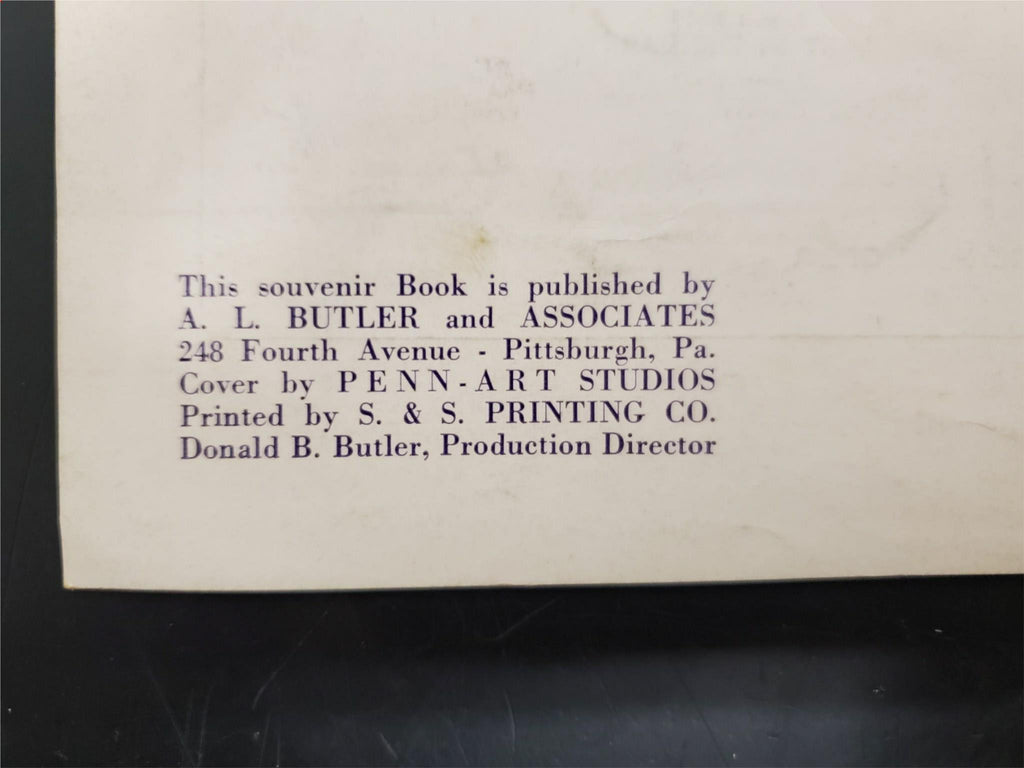 This souvenir Book is published by
A. L. BUTLER and ASSOCIATES
248 Fourth Avenue - Pittsburgh, Pa.
Cover by PENN-ART STUDIOS
Printed by S. & S. PRINTING CO.
Donald B. Butler, Production Director